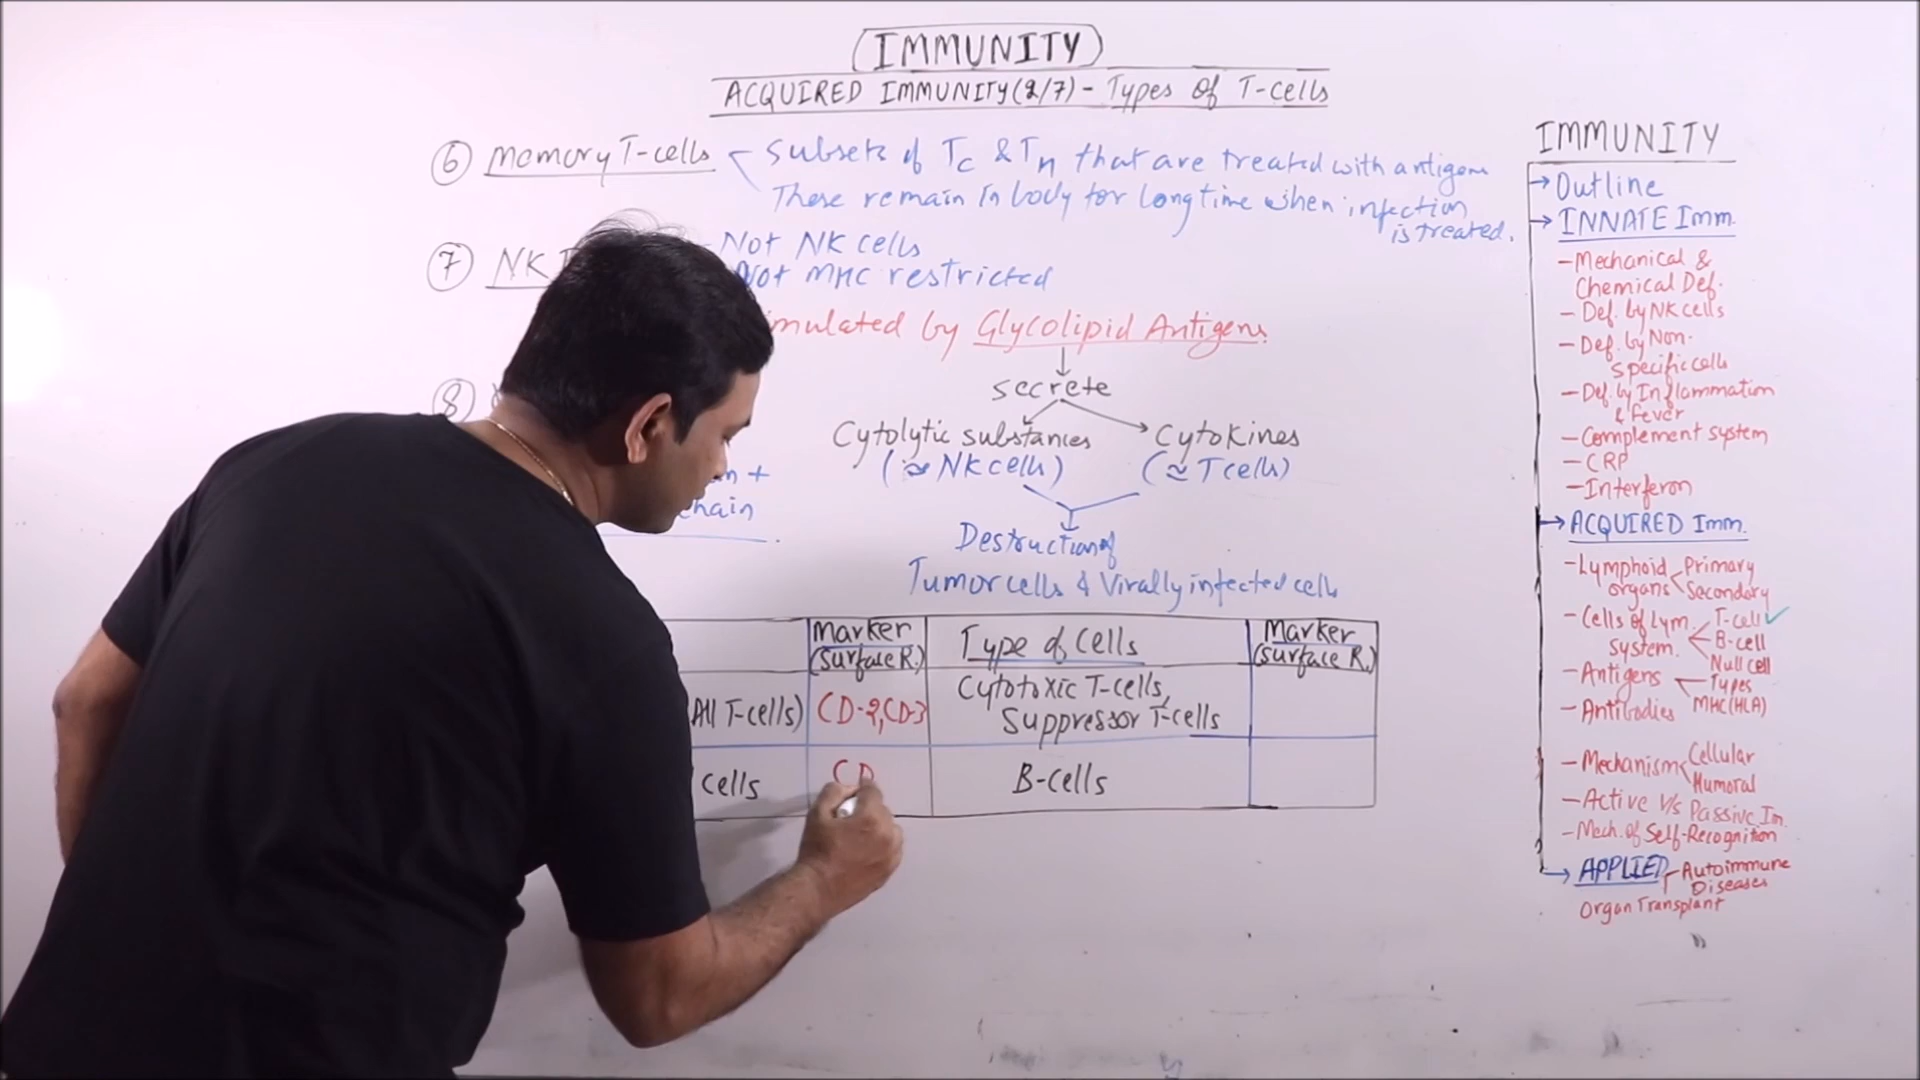 IMMUNITY
ACQUIRED IMMUNITY(2/7) - Types of T-cells
⑥ Memory T-cells - Subsets of Tc & Tn that are treated with antigens
These remain in body for long time when infection
is treated.
⑦ NK
- Not NK cells
Not MHC restricted
mulated by Glycolipid Antigens
secrete
Cytolytic substances
Cytokines
(≃ NK cells)
(≃ T cells)
⑧
n +
chain
Destruction of
Tumor cells & Virally infected cells
Marker
(surface R.)
Type of cells
Marker
(surface R.)
All T-cells)
CD-2, CD-3
Cytotoxic T-cells,
Suppressor T-cells
cells
CD
B-cells
IMMUNITY
→ Outline
→ INNATE Imm.
- Mechanical &
Chemical Def.
- Def. by NK cells
- Def. by Non-
specific cells
- Def. by Inflammation
& fever
- Complement system
- CRP
- Interferon
→ ACQUIRED Imm.
- Lymphoid organs
Primary
Secondary
- Cells of Lym. system
T-cell ✓
B-cell
Null cell
- Antigens
Types
MHC (HLA)
- Antibodies
- Mechanism
Cellular
Humoral
- Active V/s Passive Im.
- Mech. of Self-Recognition
→ APPLIED
Autoimmune
Diseases
Organ Transplant